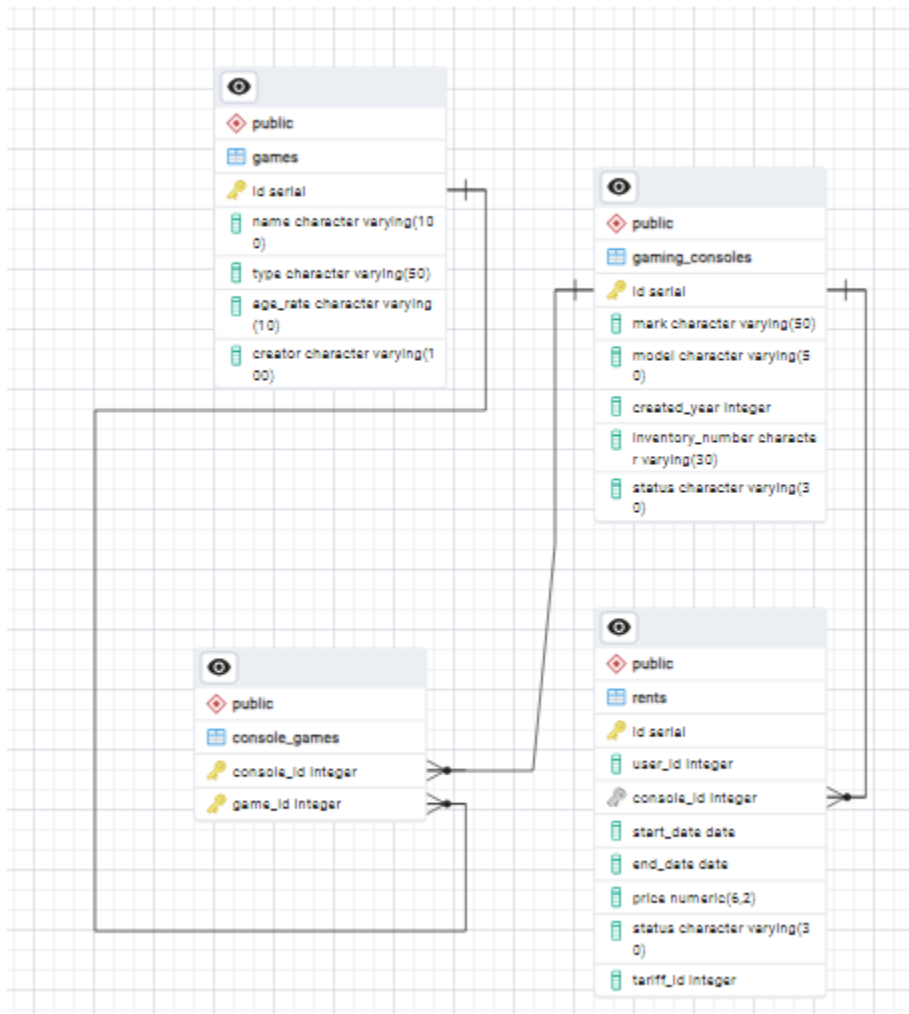 public
games
id serial
name character varying(10
0)
type character varying(50)
age_rate character varying
(10)
creator character varying(1
00)
public
gaming_consoles
id serial
mark character varying(50)
model character varying(5
0)
created_year integer
inventory_number characte
r varying(30)
status character varying(3
0)
public
console_games
console_id integer
game_id integer
public
rents
id serial
user_id integer
console_id integer
start_date date
end_date date
price numeric(6,2)
status character varying(3
0)
tariff_id integer